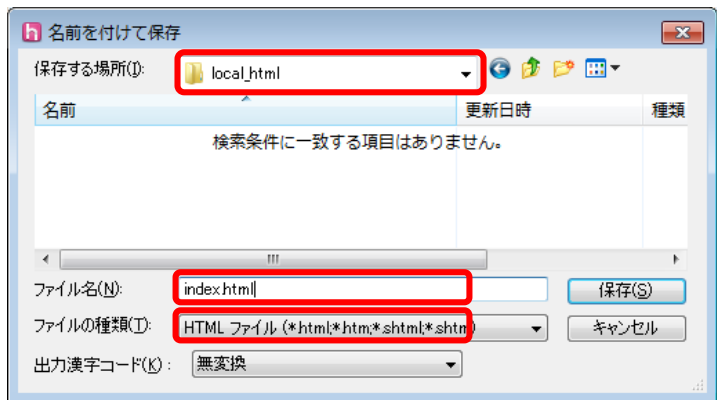 名前を付けて保存
保存する場所(I): local_html
名前 更新日時 種類
検索条件に一致する項目はありません。
ファイル名(N): index.html 保存(S)
ファイルの種類(T): HTML ファイル (*.html;*.htm;*.shtml;*.shtm) キャンセル
出力漢字コード(K) : 無変換